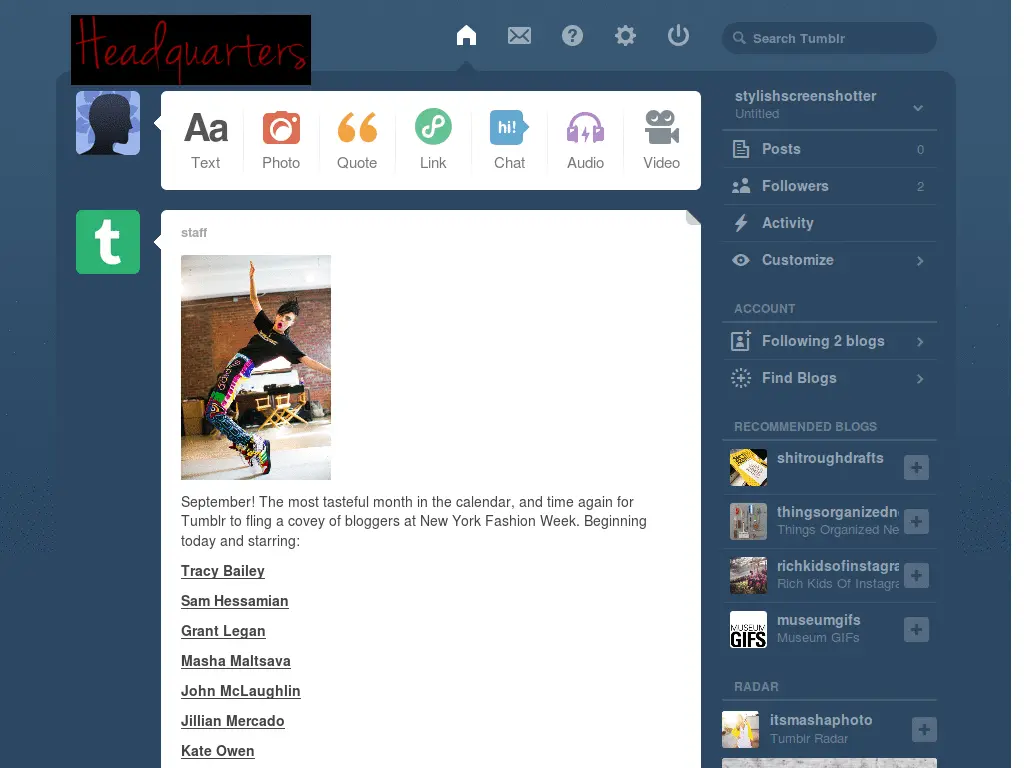 Headquarters
Search Tumblr
Aa
Text
Photo
Quote
Link
hi!
Chat
Audio
Video
stylishscreenshotter
Untitled
Posts 0
Followers 2
Activity
Customize
ACCOUNT
Following 2 blogs
Find Blogs
RECOMMENDED BLOGS
shitroughdrafts
thingsorganizedn
Things Organized Ne
richkidsofinstagra
Rich Kids Of Instagra
MUSEUM
GIFS
museumgifs
Museum GIFs
RADAR
itsmashaphoto
Tumblr Radar
t
staff
September! The most tasteful month in the calendar, and time again for
Tumblr to fling a covey of bloggers at New York Fashion Week. Beginning
today and starring:
Tracy Bailey
Sam Hessamian
Grant Legan
Masha Maltsava
John McLaughlin
Jillian Mercado
Kate Owen